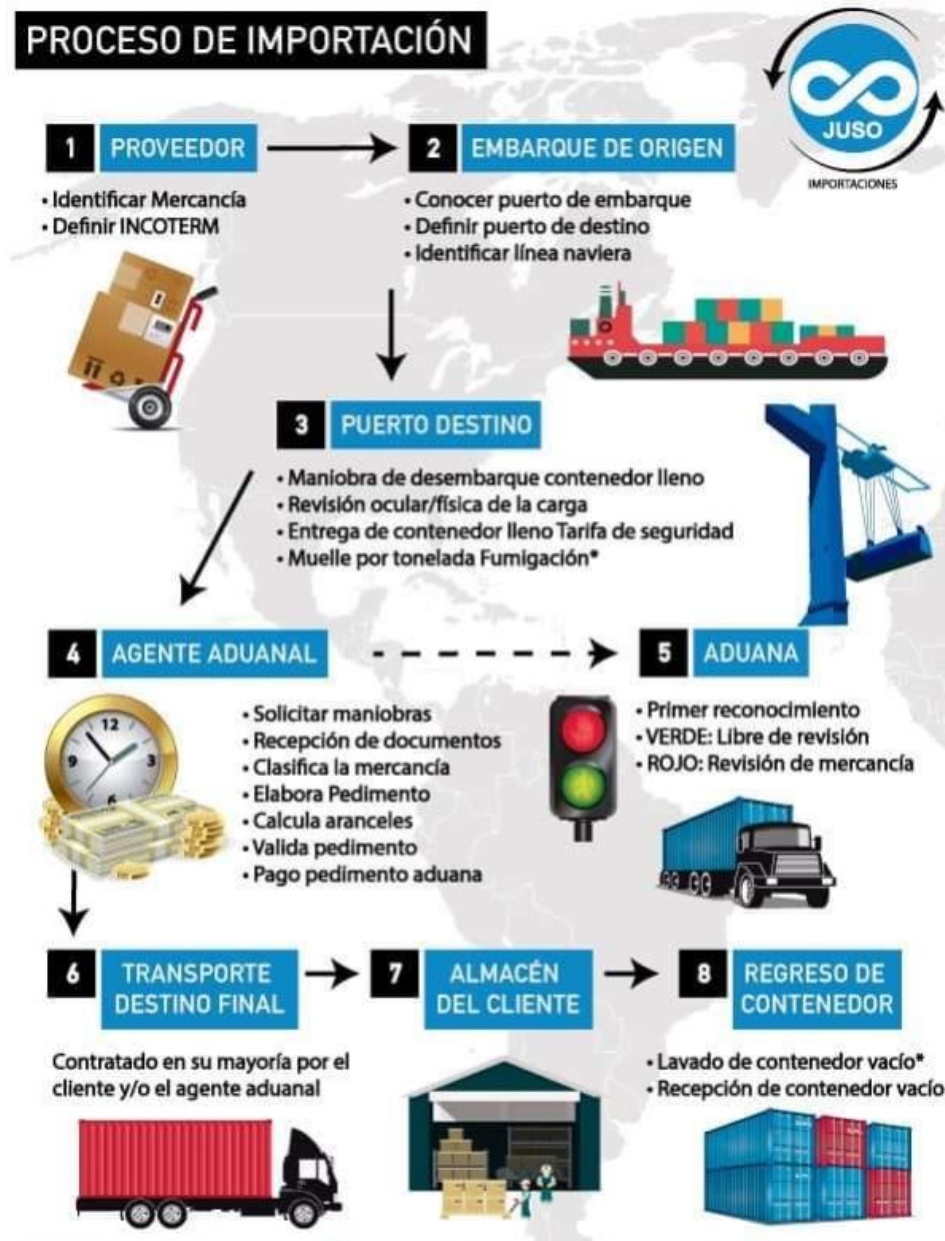 PROCESO DE IMPORTACIÓN
JUSO
IMPORTACIONES
1 PROVEEDOR
• Identificar Mercancía
• Definir INCOTERM
2 EMBARQUE DE ORIGEN
• Conocer puerto de embarque
• Definir puerto de destino
• Identificar línea naviera
3 PUERTO DESTINO
• Maniobra de desembarque contenedor lleno
• Revisión ocular/física de la carga
• Entrega de contenedor lleno Tarifa de seguridad
• Muelle por tonelada Fumigación*
4 AGENTE ADUANAL
12
3
6
9
• Solicitar maniobras
• Recepción de documentos
• Clasifica la mercancía
• Elabora Pedimento
• Calcula aranceles
• Valida pedimento
• Pago pedimento aduana
5 ADUANA
• Primer reconocimiento
• VERDE: Libre de revisión
• ROJO: Revisión de mercancía
6 TRANSPORTE
DESTINO FINAL
Contratado en su mayoría por el
cliente y/o el agente aduanal
7 ALMACÉN
DEL CLIENTE
8 REGRESO DE
CONTENEDOR
• Lavado de contenedor vacío*
• Recepción de contenedor vacío